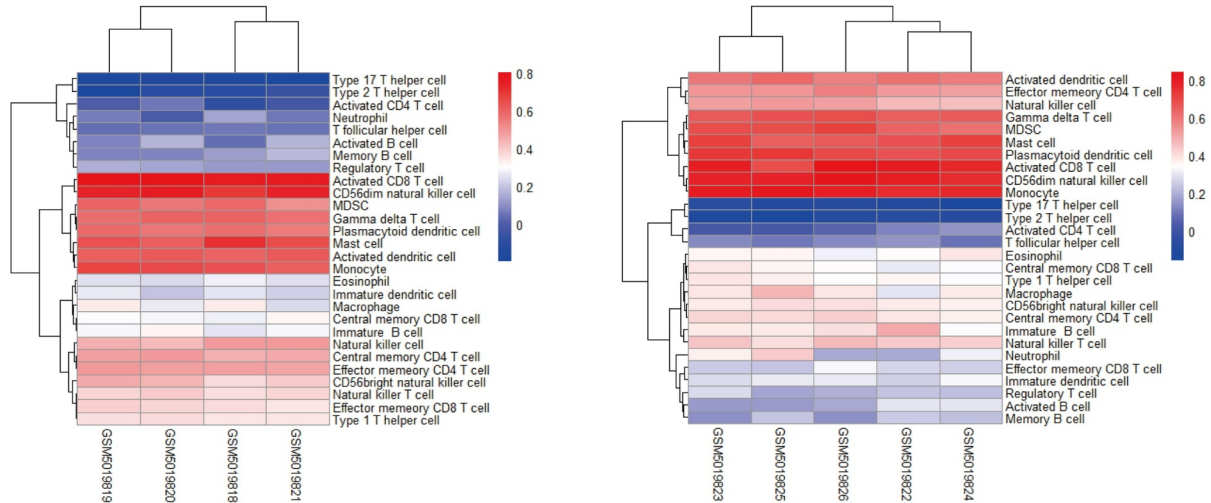 Type 17 T helper cell
Type 2 T helper cell
Activated CD4 T cell
Neutrophil
T follicular helper cell
Activated B cell
Memory B cell
Regulatory T cell
Activated CD8 T cell
CD56dim natural killer cell
MDSC
Gamma delta T cell
Plasmacytoid dendritic cell
Mast cell
Activated dendritic cell
Monocyte
Eosinophil
Immature dendritic cell
Macrophage
Central memory CD8 T cell
Immature B cell
Natural killer cell
Central memory CD4 T cell
Effector memeory CD4 T cell
CD56bright natural killer cell
Natural killer T cell
Effector memeory CD8 T cell
Type 1 T helper cell
0.8
0.6
0.4
0.2
0
GSM5019819
GSM5019820
GSM5019818
GSM5019821
Activated dendritic cell
Effector memeory CD4 T cell
Natural killer cell
Gamma delta T cell
MDSC
Mast cell
Plasmacytoid dendritic cell
Activated CD8 T cell
CD56dim natural killer cell
Monocyte
Type 17 T helper cell
Type 2 T helper cell
Activated CD4 T cell
T follicular helper cell
Eosinophil
Central memory CD8 T cell
Type 1 T helper cell
Macrophage
CD56bright natural killer cell
Central memory CD4 T cell
Immature B cell
Natural killer T cell
Neutrophil
Effector memeory CD8 T cell
Immature dendritic cell
Regulatory T cell
Activated B cell
Memory B cell
0.8
0.6
0.4
0.2
0
GSM5019823
GSM5019825
GSM5019826
GSM5019822
GSM5019824